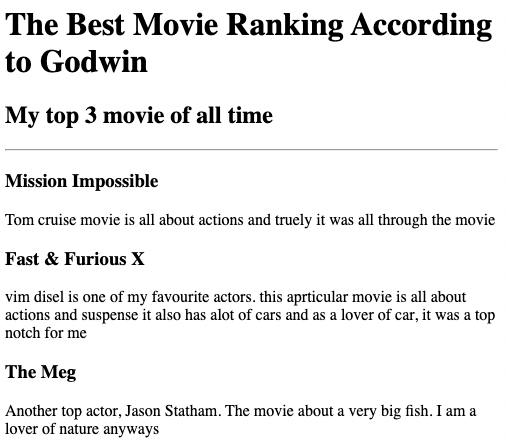 The Best Movie Ranking According
to Godwin
My top 3 movie of all time
Mission Impossible
Tom cruise movie is all about actions and truely it was all through the movie
Fast & Furious X
vim disel is one of my favourite actors. this aprticular movie is all about
actions and suspense it also has alot of cars and as a lover of car, it was a top
notch for me
The Meg
Another top actor, Jason Statham. The movie about a very big fish. I am a
lover of nature anyways